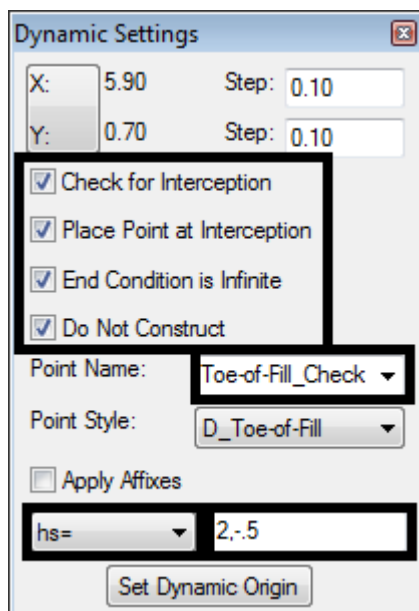 Dynamic Settings
X: 5.90 Step: 0.10
Y: 0.70 Step: 0.10
Check for Interception
Place Point at Interception
End Condition is Infinite
Do Not Construct
Point Name: Toe-of-Fill_Check
Point Style: D_Toe-of-Fill
Apply Affixes
hs= 2,-.5
Set Dynamic Origin